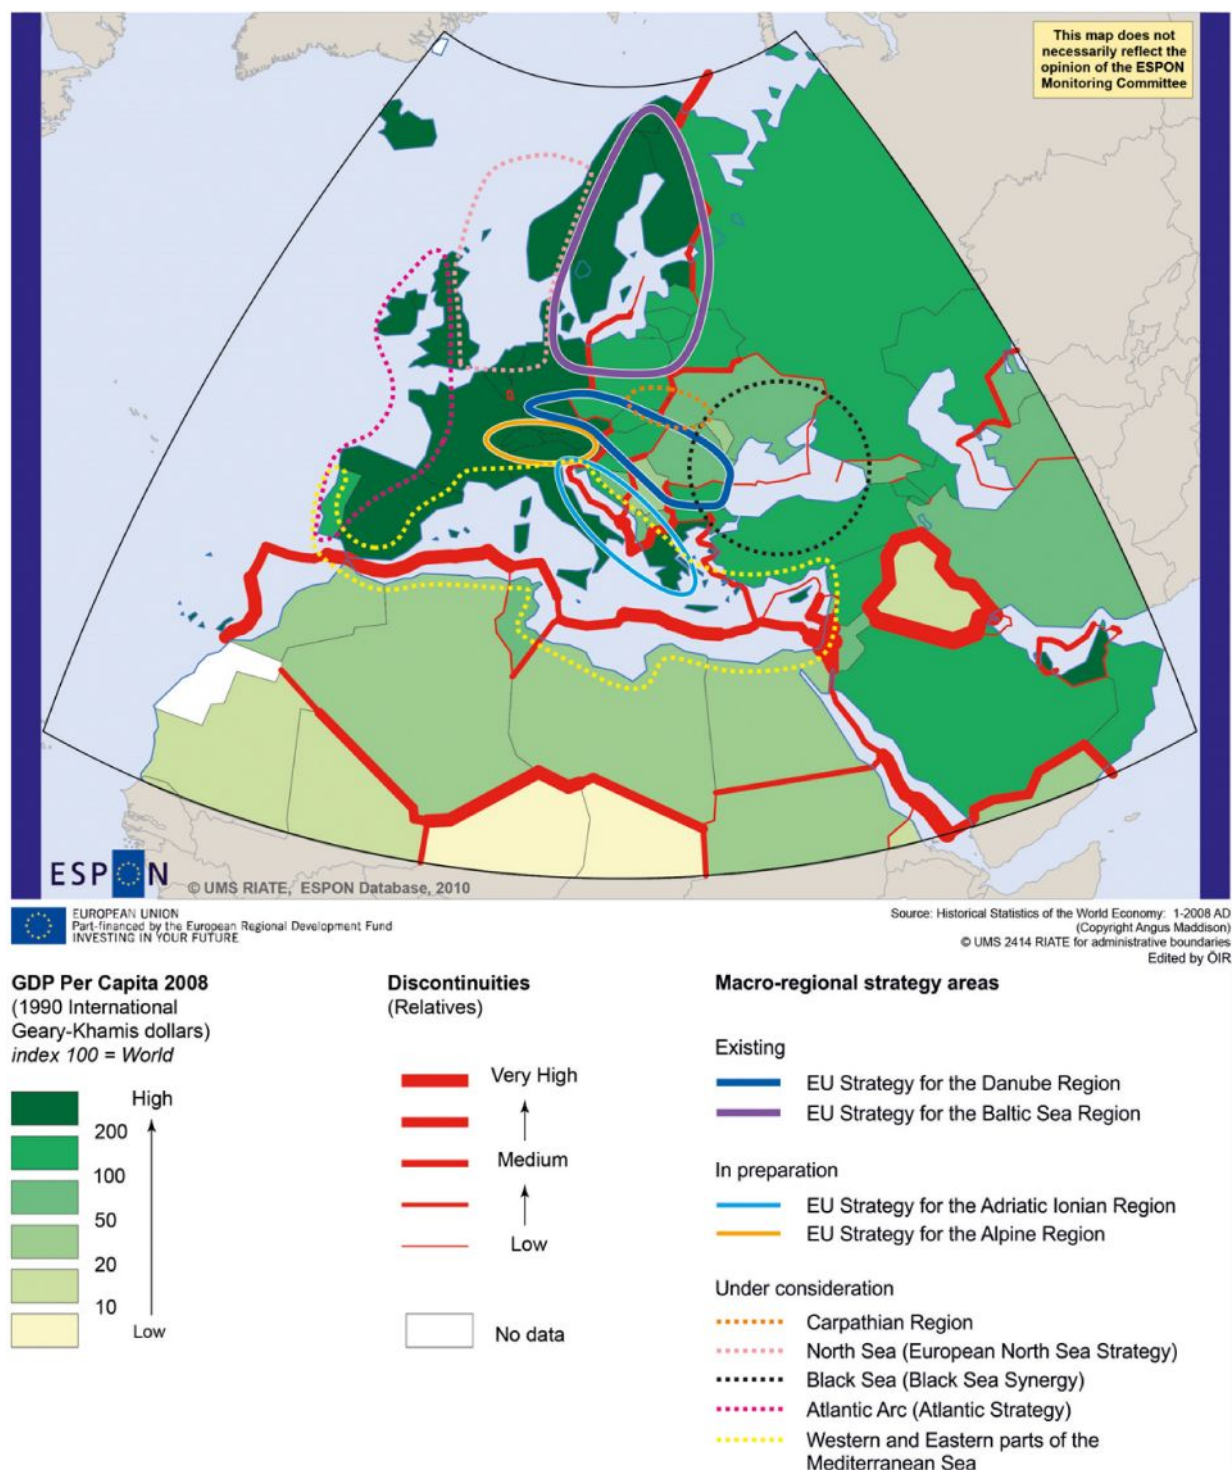 This map does not
necessarily reflect the
opinion of the ESPON
Monitoring Committee
ESPON
© UMS RIATE, ESPON Database, 2010
EUROPEAN UNION
Part-financed by the European Regional Development Fund
INVESTING IN YOUR FUTURE
Source: Historical Statistics of the World Economy: 1-2008 AD
(Copyright Angus Maddison)
© UMS 2414 RIATE for administrative boundaries
Edited by ÖIR
GDP Per Capita 2008
(1990 International
Geary-Khamis dollars)
index 100 = World
High
200
100
50
20
10
Low
Discontinuities
(Relatives)
Very High
Medium
Low
No data
Macro-regional strategy areas
Existing
EU Strategy for the Danube Region
EU Strategy for the Baltic Sea Region
In preparation
EU Strategy for the Adriatic Ionian Region
EU Strategy for the Alpine Region
Under consideration
Carpathian Region
North Sea (European North Sea Strategy)
Black Sea (Black Sea Synergy)
Atlantic Arc (Atlantic Strategy)
Western and Eastern parts of the
Mediterranean Sea